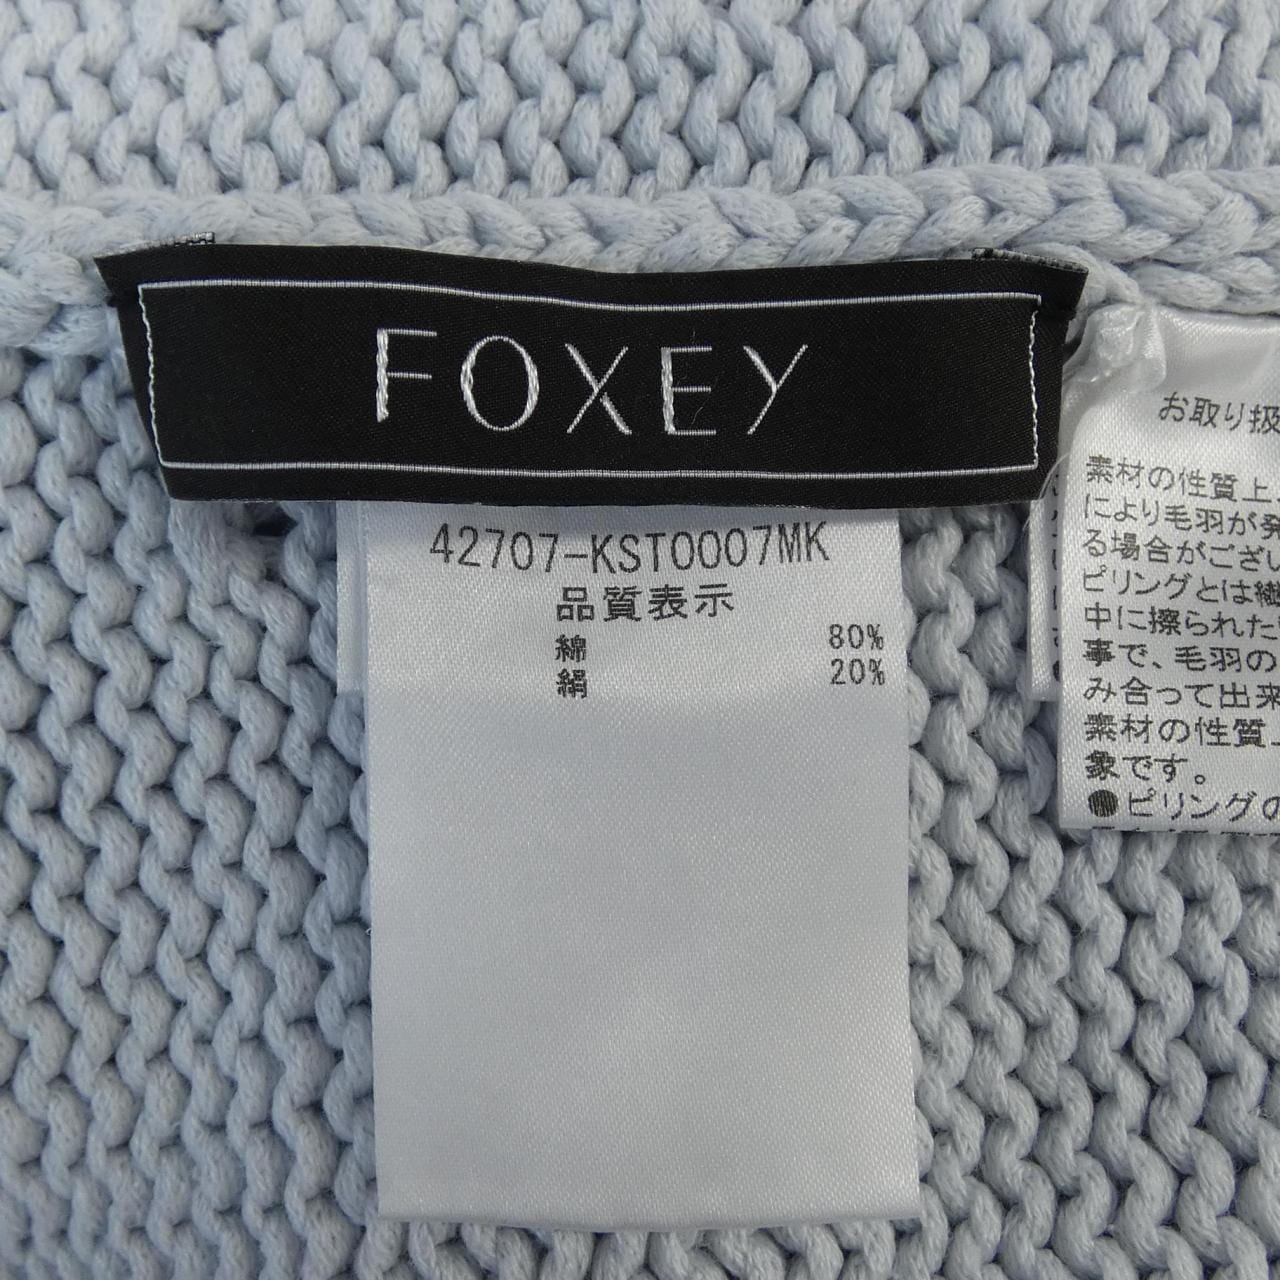 FOXEY
42707-KST0007MK
品質表示
綿 80%
絹 20%
お取り扱
素材の性質上
により毛羽が発
る場合がござい
ピリングとは繊
中に擦られた
事で、毛羽の
み合って出来
素材の性質上
象です。
●ピリングの